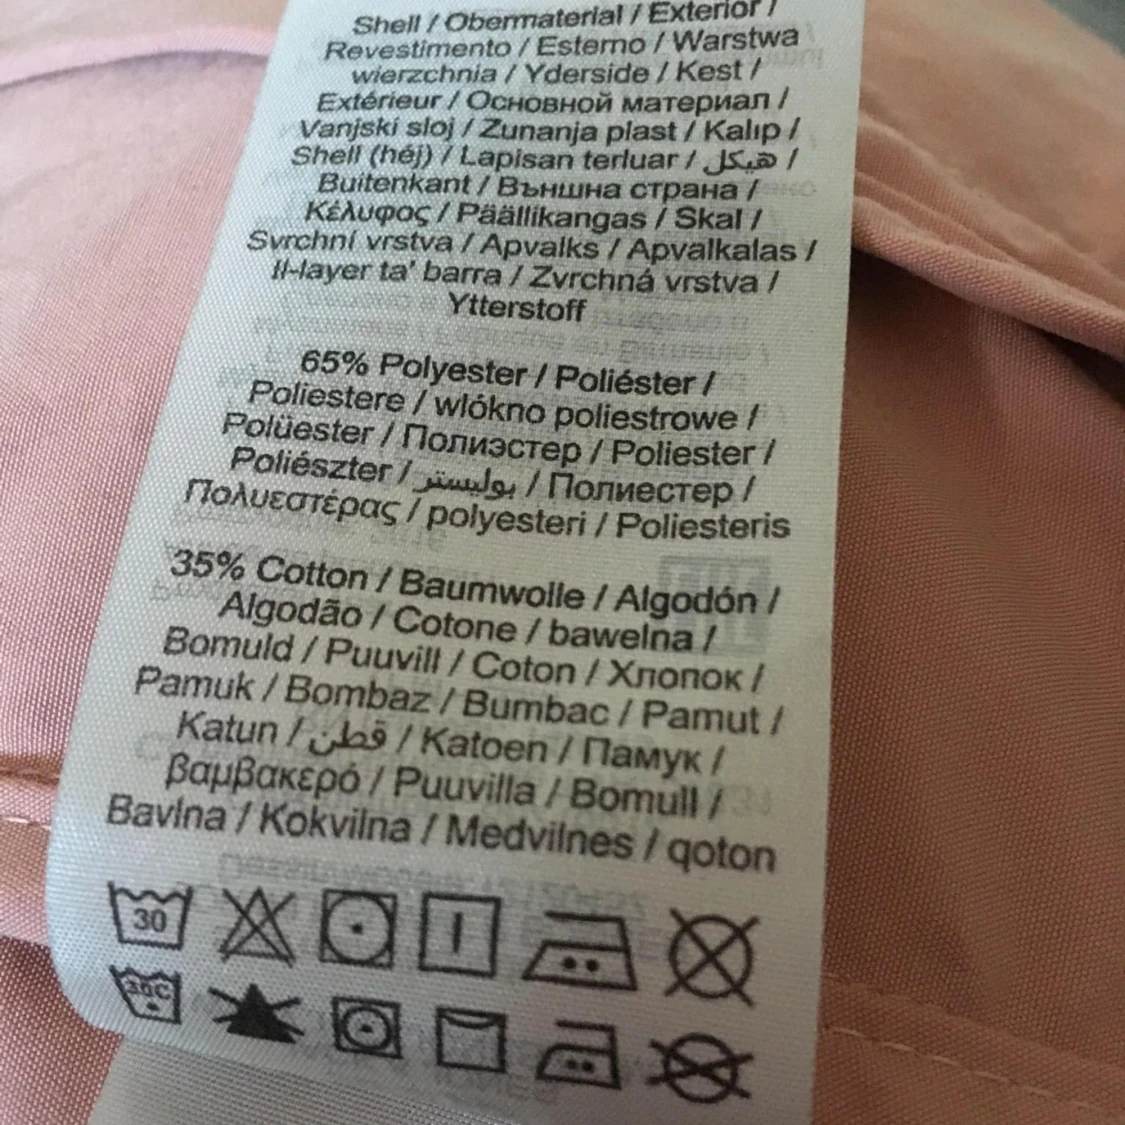 Shell / Obermaterial / Exterior /
Revestimento / Esterno / Warstwa
wierzchnia / Yderside / Kest /
Extérieur / Основной материал /
Vanjski sloj / Zunanja plast / Kalıp /
Shell (héj) / Lapisan terluar / هيكل /
Buitenkant / Външна страна /
Κέλυφος / Päällikangas / Skal /
Svrchní vrstva / Apvalks / Apvalkalas /
Il-layer ta' barra / Zvrchná vrstva /
Ytterstoff
65% Polyester / Poliéster /
Poliestere / wlókno poliestrowe /
Polüester / Полиэстер / Poliester /
Poliészter / بوليستر / Полиестер /
Πολυεστέρας / polyesteri / Poliesteris
35% Cotton / Baumwolle / Algodón /
Algodão / Cotone / bawelna /
Bomuld / Puuvill / Coton / Хлопок /
Pamuk / Bombaz / Bumbac / Pamut /
Katun / قطن / Katoen / Памук /
βαμβακερό / Puuvilla / Bomull /
Bavlna / Kokvilna / Medvilnes / qoton
30
30C